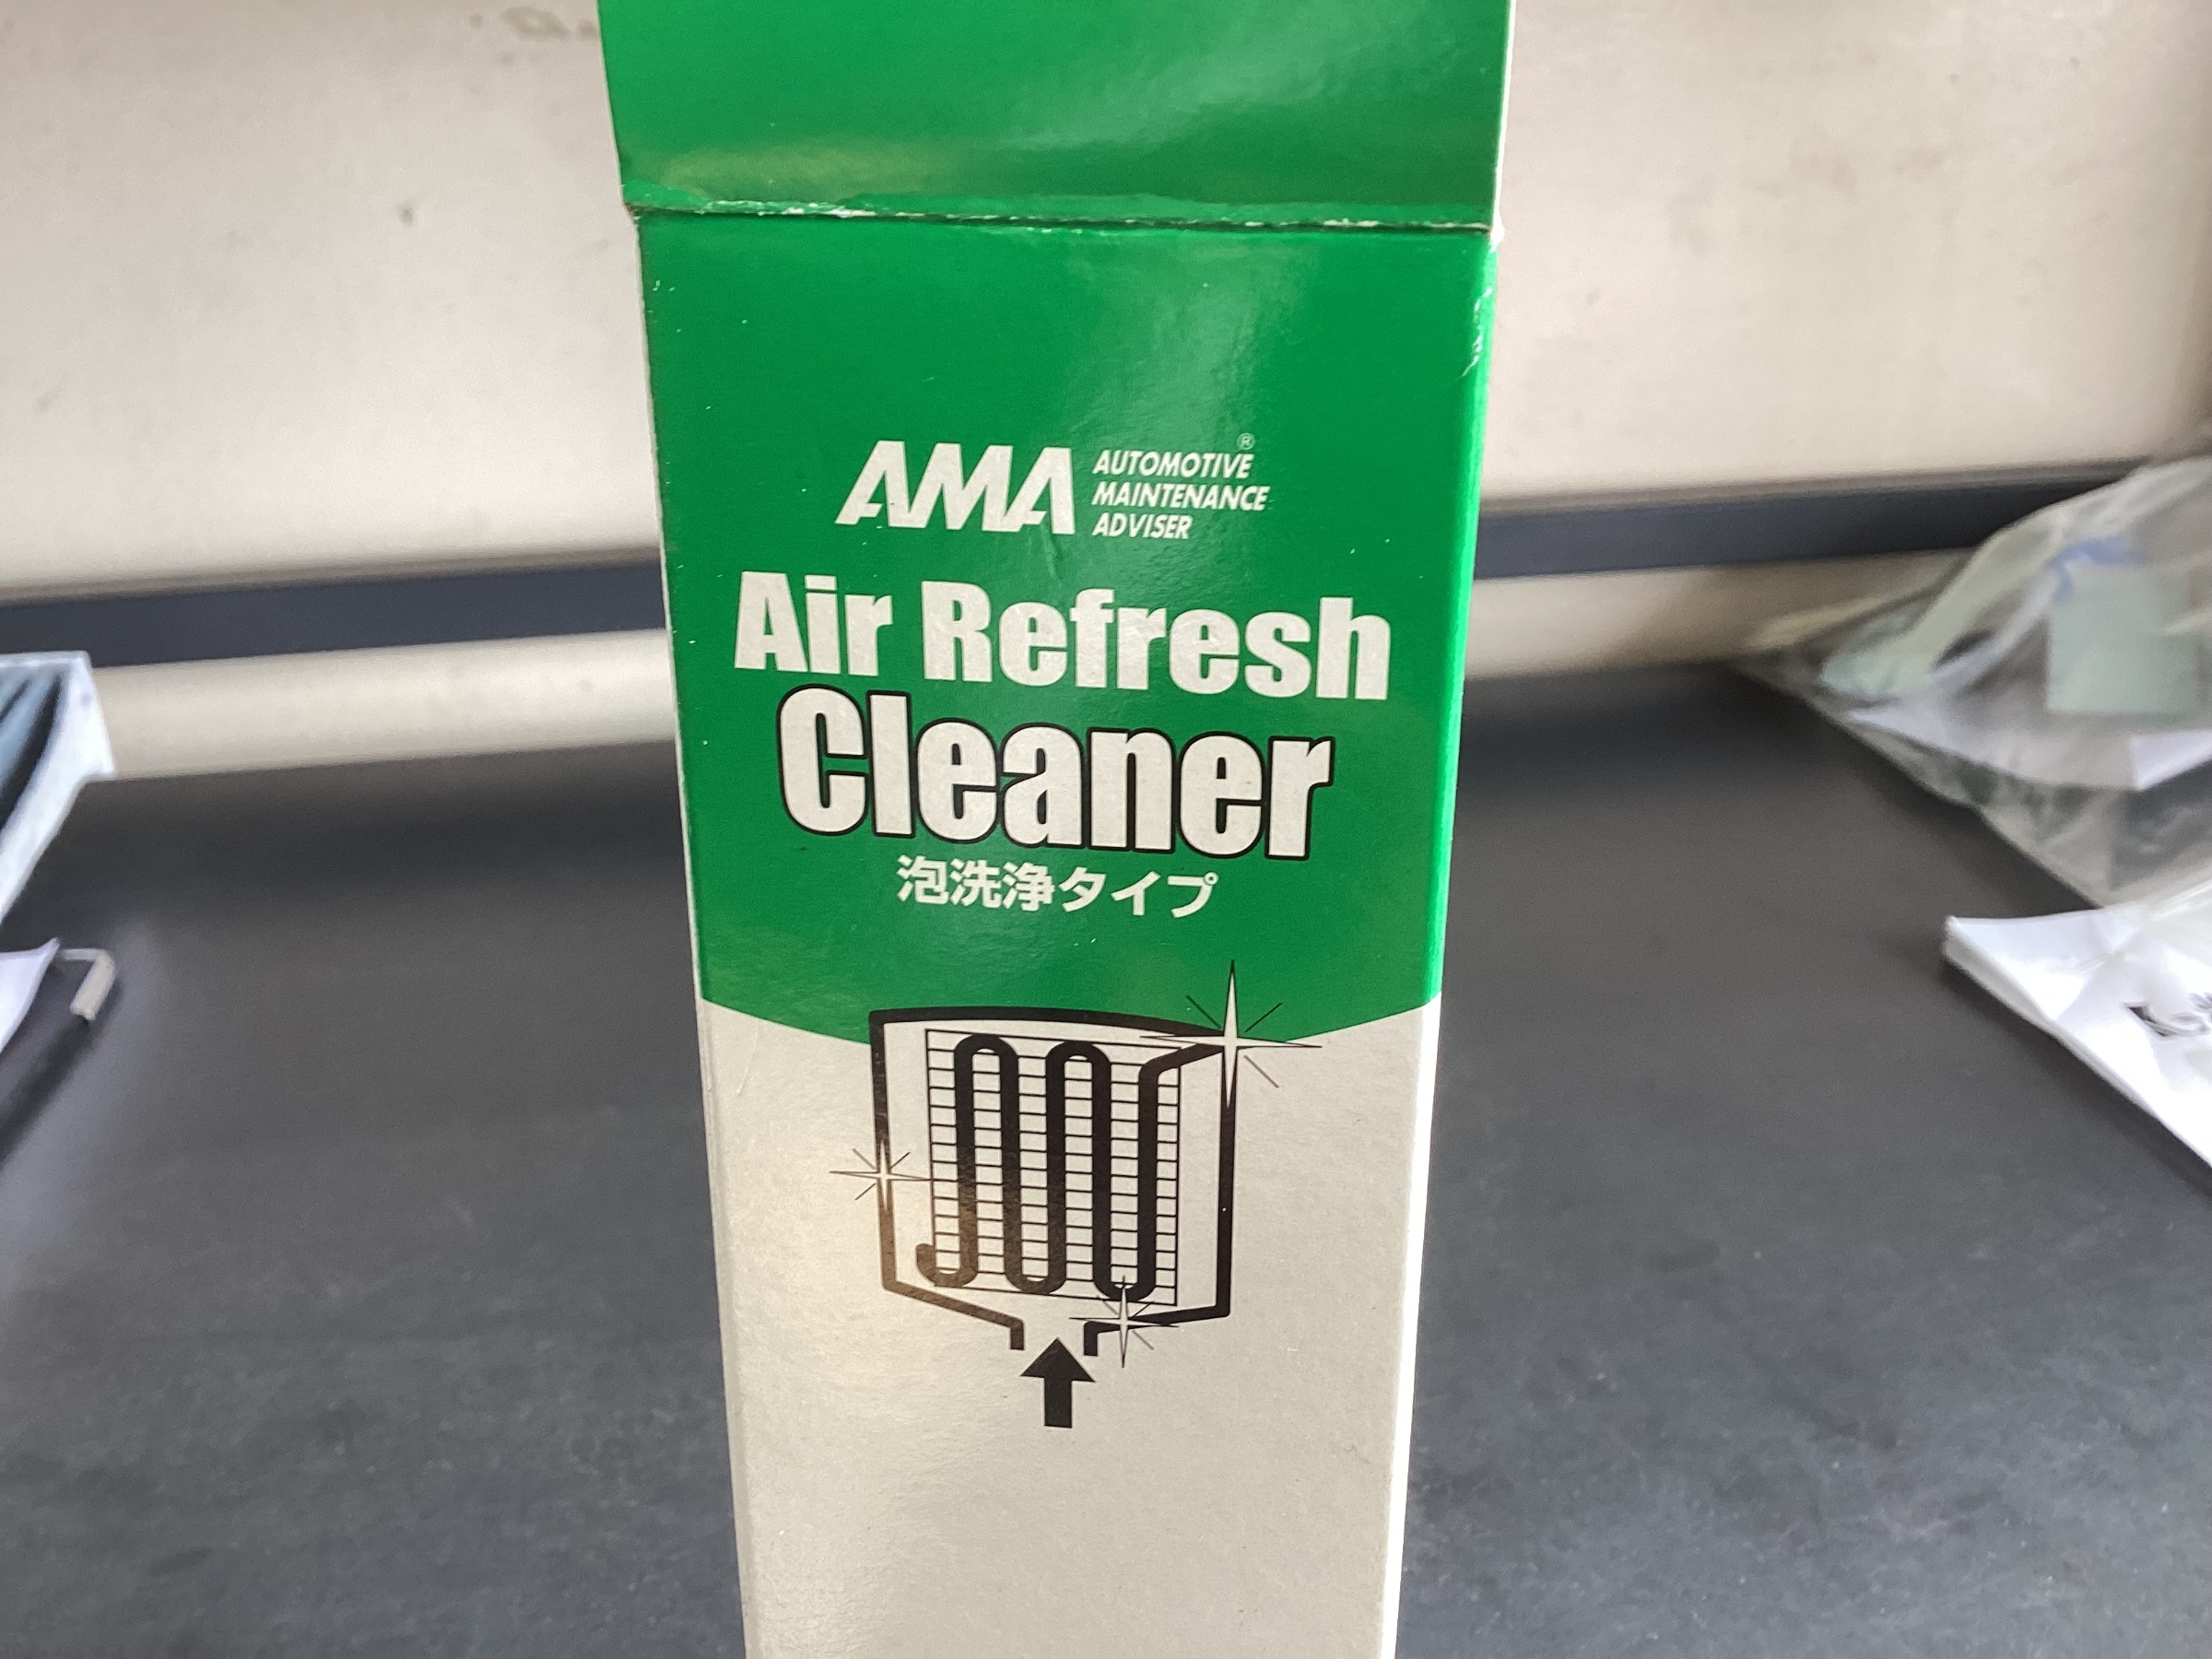 AMA
AUTOMOTIVE ®
MAINTENANCE
ADVISER
Air Refresh
Cleaner
泡洗浄タイプ